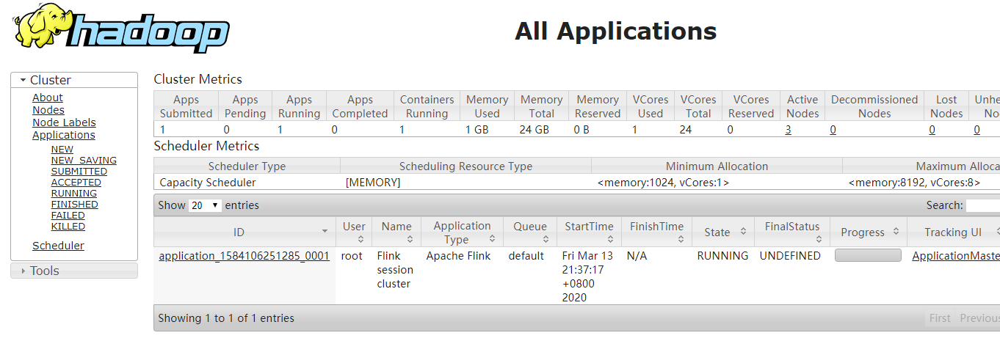 hadoop
All Applications
Cluster
About
Nodes
Node Labels
Applications
NEW
NEW_SAVING
SUBMITTED
ACCEPTED
RUNNING
FINISHED
FAILED
KILLED
Scheduler
Tools
Cluster Metrics
Apps Submitted Apps Pending Apps Running Apps Completed Containers Running Memory Used Memory Total Memory Reserved VCores Used VCores Total VCores Reserved Active Nodes Decommissioned Nodes Lost Nodes
1 0 1 0 1 1 GB 24 GB 0 B 1 24 0 3 0 0 0
Scheduler Metrics
Scheduler Type Scheduling Resource Type Minimum Allocation Maximum Alloca
Capacity Scheduler [MEMORY] <memory:1024, vCores:1> <memory:8192, vCores:8>
Show 20 entries Search:
ID User Name Application Type Queue StartTime FinishTime State FinalStatus Progress Tracking UI
application_1584106251285_0001 root Flink session cluster Apache Flink default Fri Mar 13 21:37:17 +0800 2020 N/A RUNNING UNDEFINED ApplicationMaste
Showing 1 to 1 of 1 entries First Previous